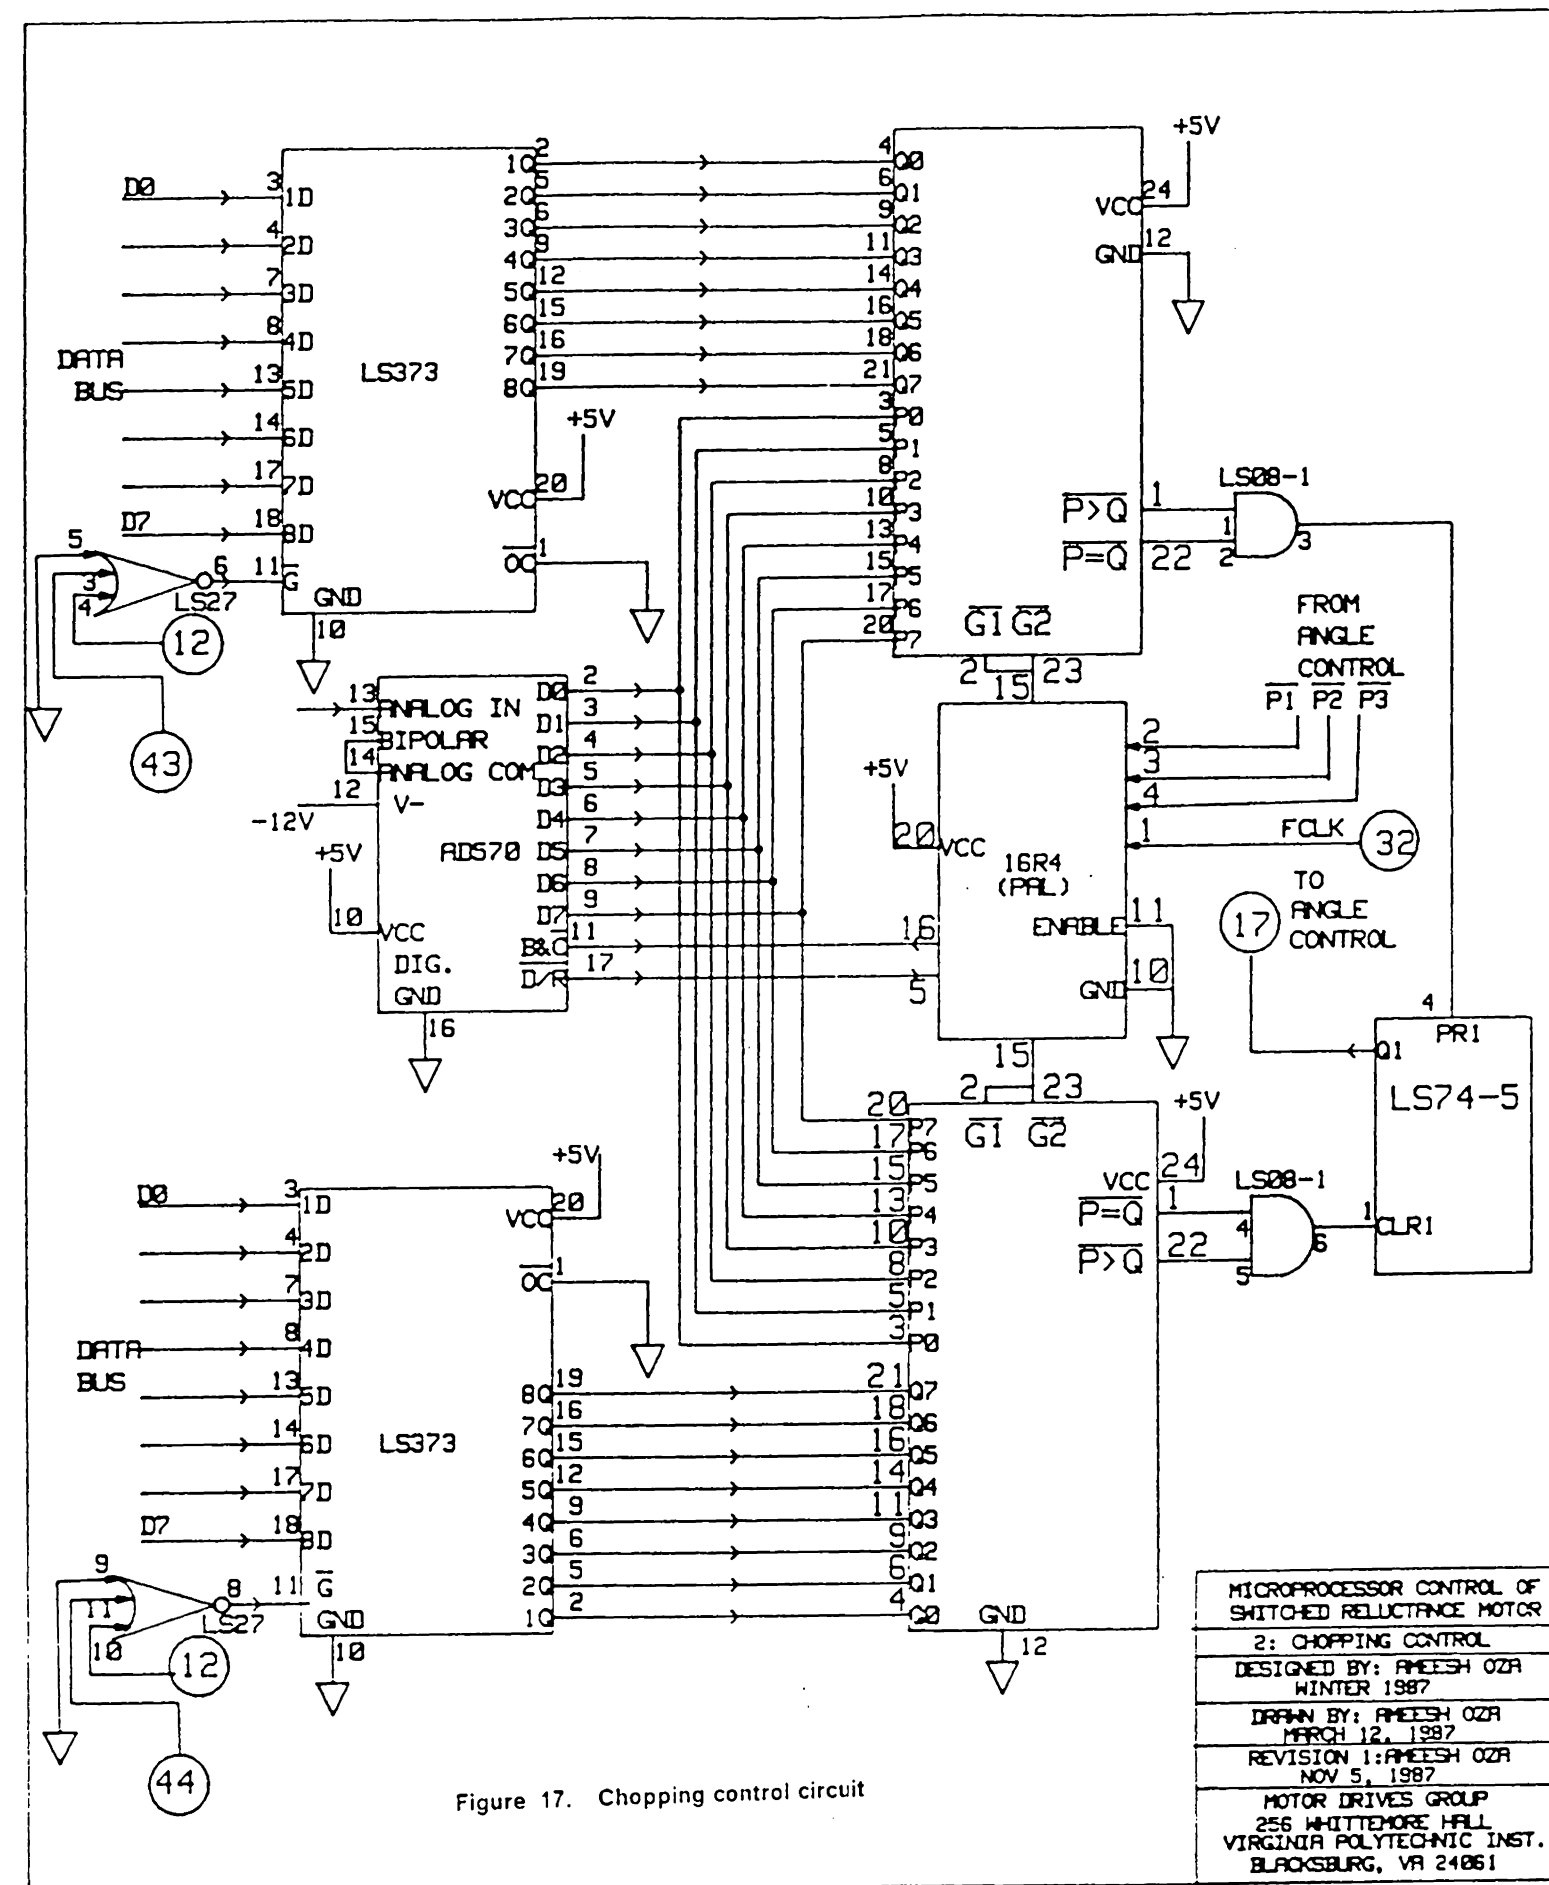 +5V
2
1Q
4
Q0
D0
3
1D
5
2Q
6
Q1
24
VCC
6
3Q
9
Q2
4
2D
9
4Q
11
Q3
GND
12
7
3D
12
5Q
14
Q4
15
6Q
16
Q5
8
4D
16
7Q
18
Q6
DATA
BUS
LS373
19
8Q
21
Q7
13
5D
3
P0
+5V
5
P1
14
6D
8
P2
17
7D
20
VCC
10
P3
P>Q
1
LS08-1
D7
18
8D
13
P4
1
3
5
OC
1
15
P5
P=Q
22
2
3
4
6
LS27
11
G
17
P6
GND
10
20
P7
G1 G2
FROM
ANGLE
CONTROL
12
2
23
15
P1 P2 P3
43
13
ANALOG IN
D0
2
15
BIPOLAR
D1
3
14
ANALOG COM
D2
4
D3
5
12
V-
-12V
D4
6
+5V
AD570
D5
7
D6
8
D7
9
10
VCC
B&C
11
DIG.
GND
D/R
17
16
+5V
20
VCC
16R4
(PAL)
2
3
4
1
FCLK
32
16
5
ENABLE
11
GND
10
TO
ANGLE
CONTROL
17
15
4
PR1
Q1
LS74-5
1
CLR1
2
23
G1 G2
+5V
20
P7
17
P6
15
P5
13
P4
10
P3
8
P2
5
P1
3
P0
VCC
24
P=Q
1
P>Q
22
LS08-1
4
5
6
+5V
D0
3
1D
VCC
20
4
2D
OC
1
7
3D
DATA
BUS
8
4D
13
5D
14
6D
17
7D
D7
18
8D
LS373
8Q
19
21
Q7
7Q
16
18
Q6
6Q
15
16
Q5
5Q
12
14
Q4
4Q
9
11
Q3
3Q
6
9
Q2
2Q
5
6
Q1
1Q
2
4
Q0
9
11
10
8
LS27
11
G
GND
10
GND
12
12
44
Figure 17. Chopping control circuit
MICROPROCESSOR CONTROL OF
SWITCHED RELUCTANCE MOTOR
2: CHOPPING CONTROL
DESIGNED BY: AMEESH OZA
WINTER 1987
DRAWN BY: AMEESH OZA
MARCH 12, 1987
REVISION 1:AMEESH OZA
NOV 5, 1987
MOTOR DRIVES GROUP
256 WHITTEMORE HALL
VIRGINIA POLYTECHNIC INST.
BLACKSBURG, VA 24061